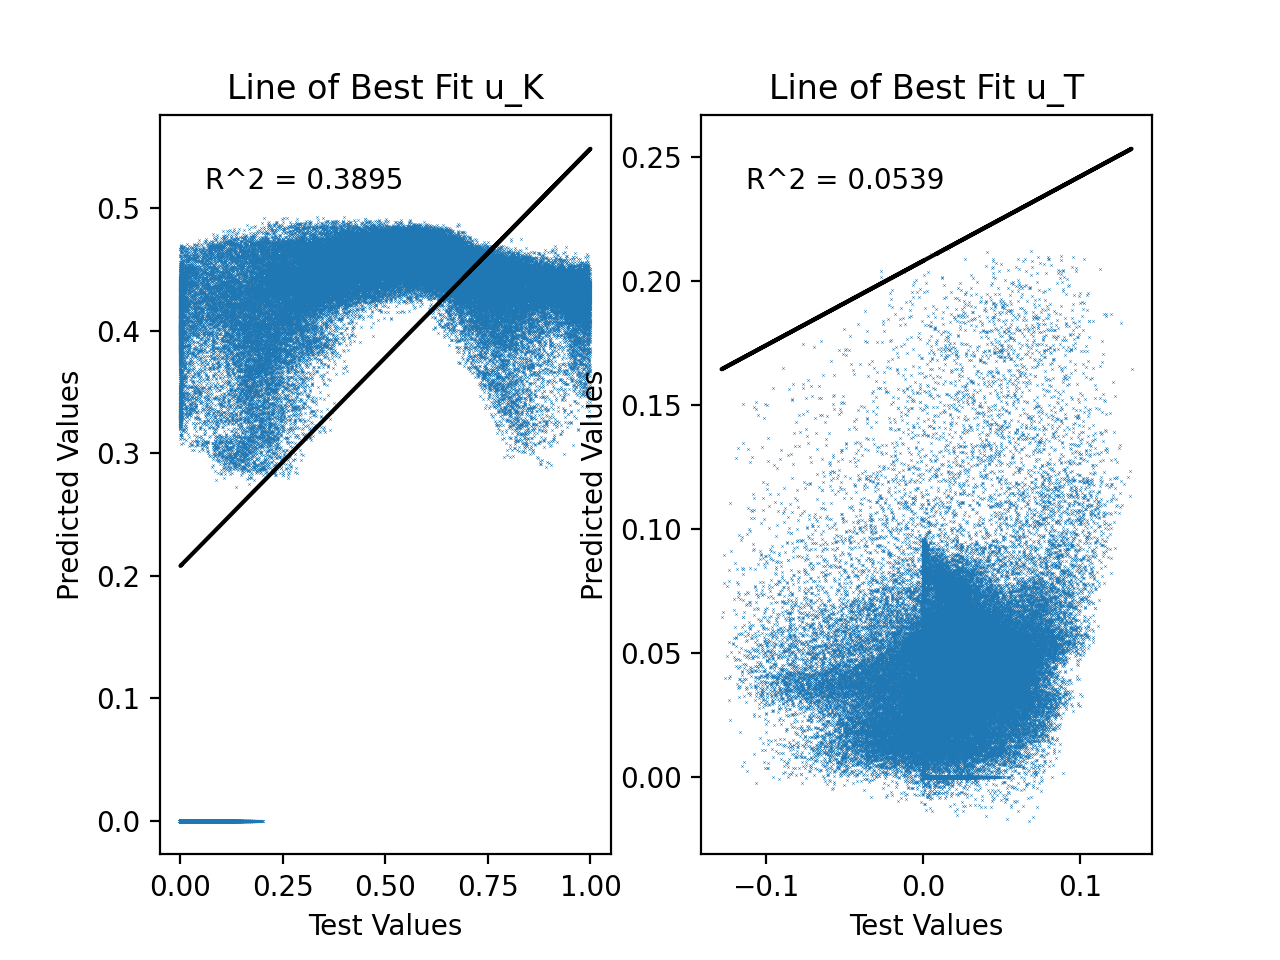 Line of Best Fit u_K
R^2 = 0.3895
Predicted Values
0.5
0.4
0.3
0.2
0.1
0.0
0.00 0.25 0.50 0.75 1.00
Test Values
Line of Best Fit u_T
R^2 = 0.0539
Predicted Values
0.25
0.20
0.15
0.10
0.05
0.00
−0.1 0.0 0.1
Test Values